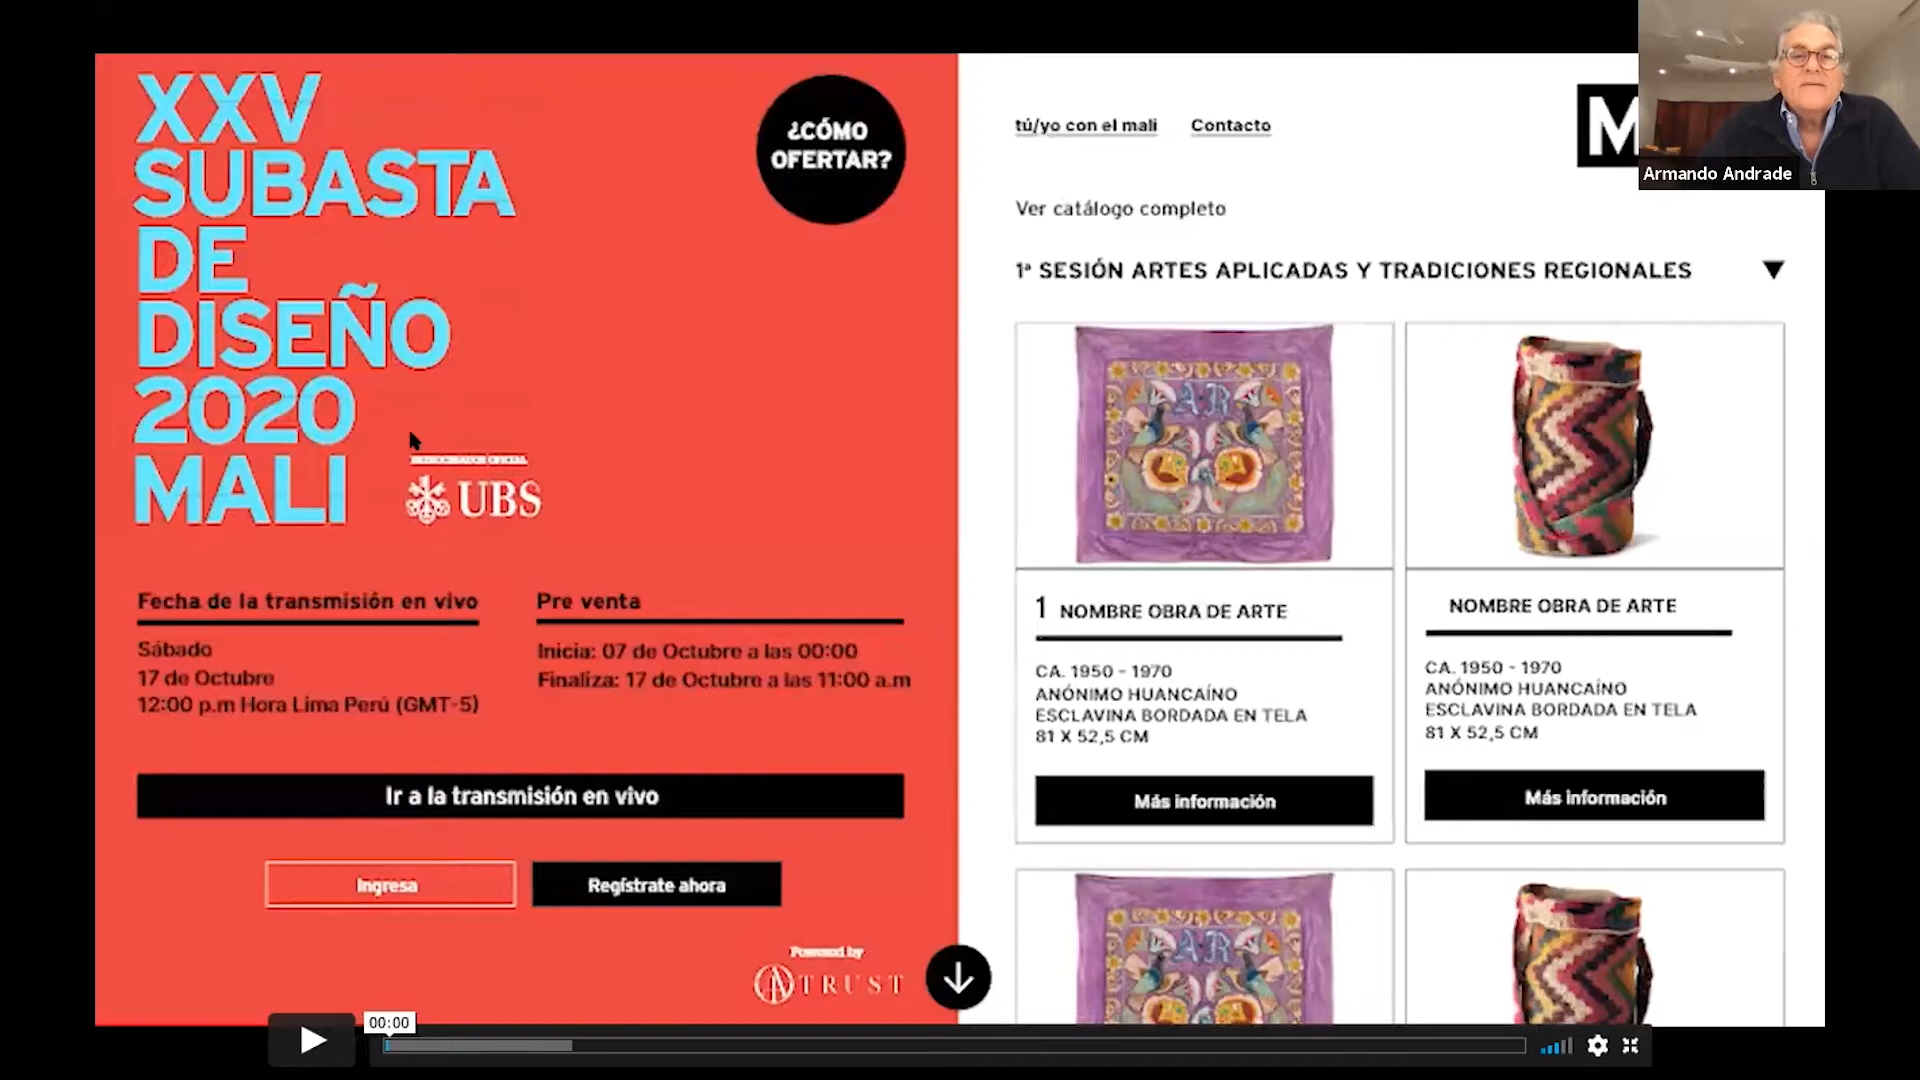 XXV
SUBASTA
DE
DISEÑO
2020
MALI
UBS
¿CÓMO
OFERTAR?
Fecha de la transmisión en vivo
Sábado
17 de Octubre
12:00 p.m Hora Lima Perú (GMT-5)
Pre venta
Inicia: 07 de Octubre a las 00:00
Finaliza: 17 de Octubre a las 11:00 a.m
Ir a la transmisión en vivo
Ingresa
Regístrate ahora
Powered by
TRUST
tú/yo con el mali
Contacto
M
Armando Andrade
Ver catálogo completo
1ª SESIÓN ARTES APLICADAS Y TRADICIONES REGIONALES
AR
1 NOMBRE OBRA DE ARTE
CA. 1950 - 1970
ANÓNIMO HUANCAÍNO
ESCLAVINA BORDADA EN TELA
81 X 52,5 CM
Más información
NOMBRE OBRA DE ARTE
CA. 1950 - 1970
ANÓNIMO HUANCAÍNO
ESCLAVINA BORDADA EN TELA
81 X 52,5 CM
Más información
AR
00:00